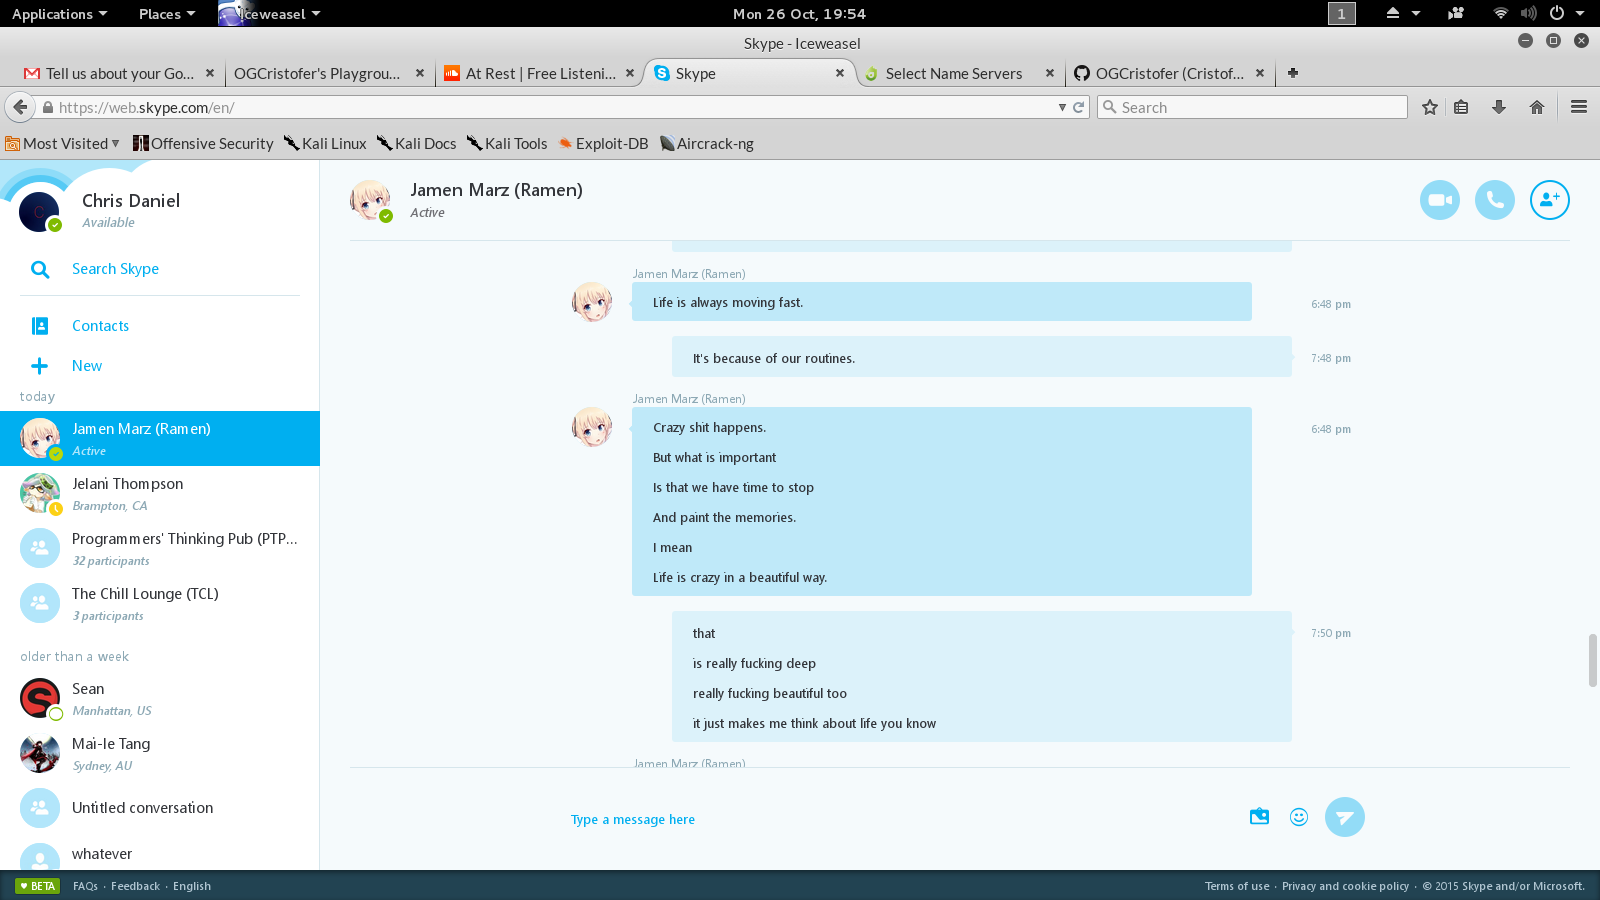 Applications Places Iceweasel Mon 26 Oct, 19:54 1
Skype - Iceweasel
Tell us about your Go... OGCristofer's Playgrou... At Rest | Free Listeni... Skype Select Name Servers OGCristofer (Cristof...
https://web.skype.com/en/ Search
Most Visited Offensive Security Kali Linux Kali Docs Kali Tools Exploit-DB Aircrack-ng
Chris Daniel
Available
Search Skype
Contacts
New
today
Jamen Marz (Ramen)
Active
Jelani Thompson
Brampton, CA
Programmers' Thinking Pub (PTP...
32 participants
The Chill Lounge (TCL)
3 participants
older than a week
Sean
Manhattan, US
Mai-le Tang
Sydney, AU
Untitled conversation
whatever
Jamen Marz (Ramen)
Active
Jamen Marz (Ramen)
Life is always moving fast. 6:48 pm
It's because of our routines. 7:48 pm
Jamen Marz (Ramen)
Crazy shit happens. 6:48 pm
But what is important
Is that we have time to stop
And paint the memories.
I mean
Life is crazy in a beautiful way.
that 7:50 pm
is really fucking deep
really fucking beautiful too
it just makes me think about life you know
Jamen Marz (Ramen)
Type a message here
BETA FAQs · Feedback · English Terms of use · Privacy and cookie policy · © 2015 Skype and/or Microsoft.